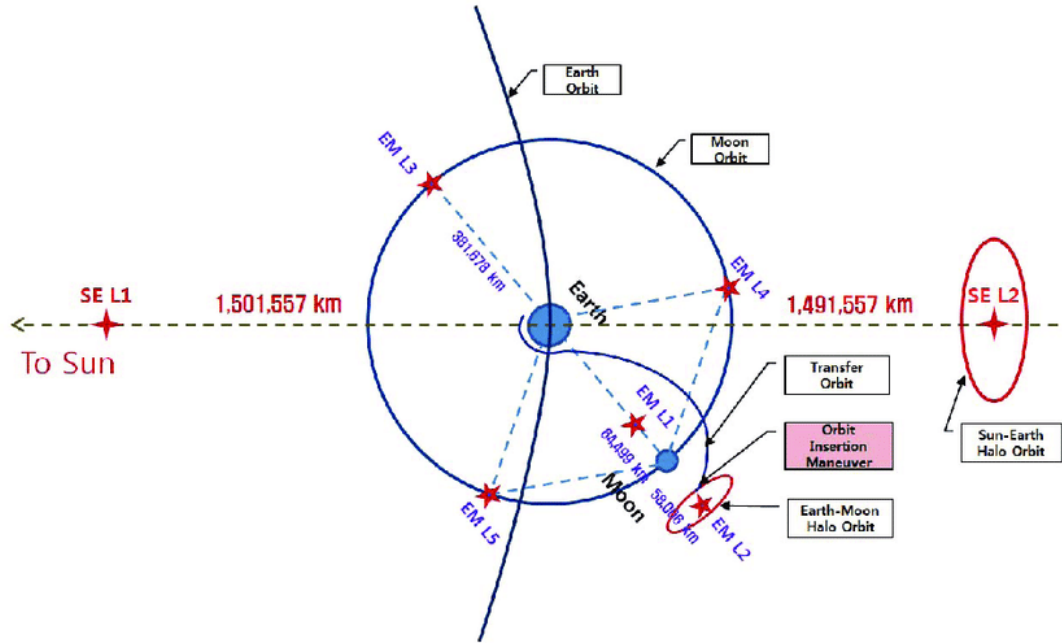 Earth
Orbit
Moon
Orbit
EM L3
381,678 km
EM L4
Earth
SE L1
1,501,557 km
1,491,557 km
SE L2
To Sun
Transfer
Orbit
EM L1
Orbit
Insertion
Maneuver
Sun-Earth
Halo Orbit
64,499 km
Moon
km
Earth-Moon
Halo Orbit
EM L2
EM L5